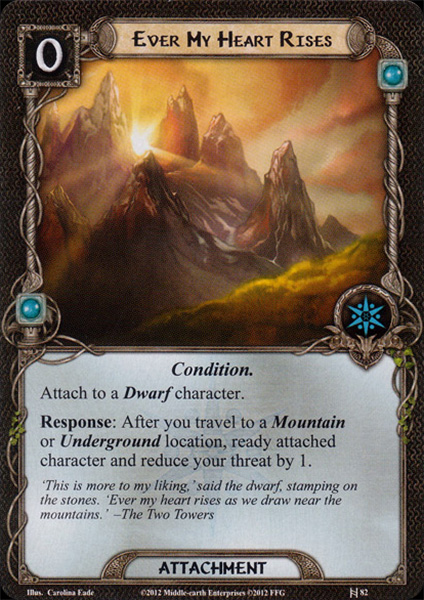 0
EVER MY HEART RISES
Condition.
Attach to a Dwarf character.
Response: After you travel to a Mountain
or Underground location, ready attached
character and reduce your threat by 1.
‘This is more to my liking,’ said the dwarf, stamping on
the stones. ‘Ever my heart rises as we draw near the
mountains.’ –The Two Towers
ATTACHMENT
Illus. Carolina Eade
©2012 Middle-earth Enterprises ©2012 FFG
82